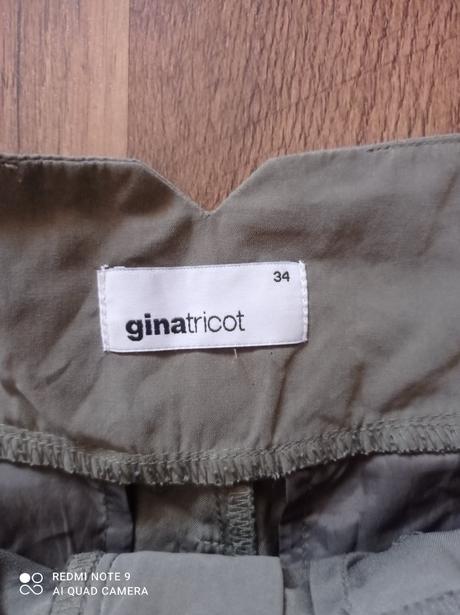 34
ginatricot
REDMI NOTE 9
AI QUAD CAMERA